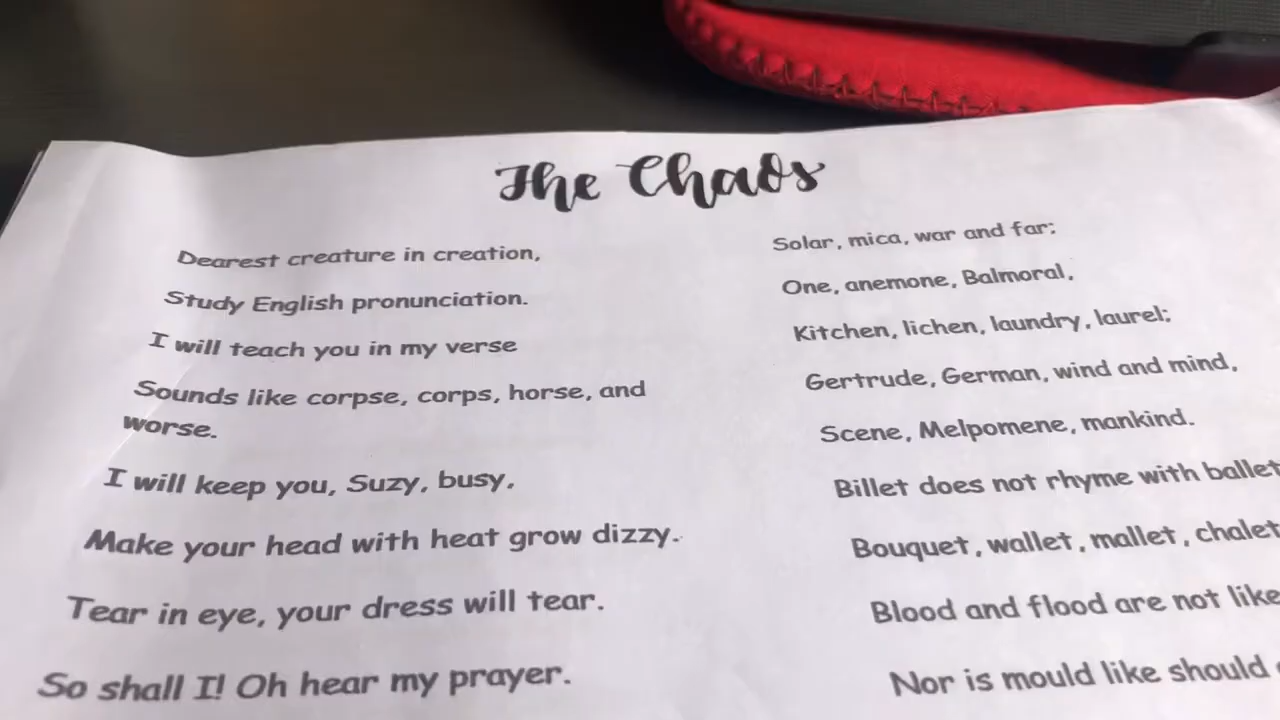 The Chaos
Dearest creature in creation,
Study English pronunciation.
I will teach you in my verse
Sounds like corpse, corps, horse, and
worse.
I will keep you, Suzy, busy,
Make your head with heat grow dizzy.
Tear in eye, your dress will tear.
So shall I! Oh hear my prayer.
Solar, mica, war and far;
One, anemone, Balmoral,
Kitchen, lichen, laundry, laurel;
Gertrude, German, wind and mind,
Scene, Melpomene, mankind.
Billet does not rhyme with ballet
Bouquet, wallet, mallet, chalet
Blood and flood are not like
Nor is mould like should